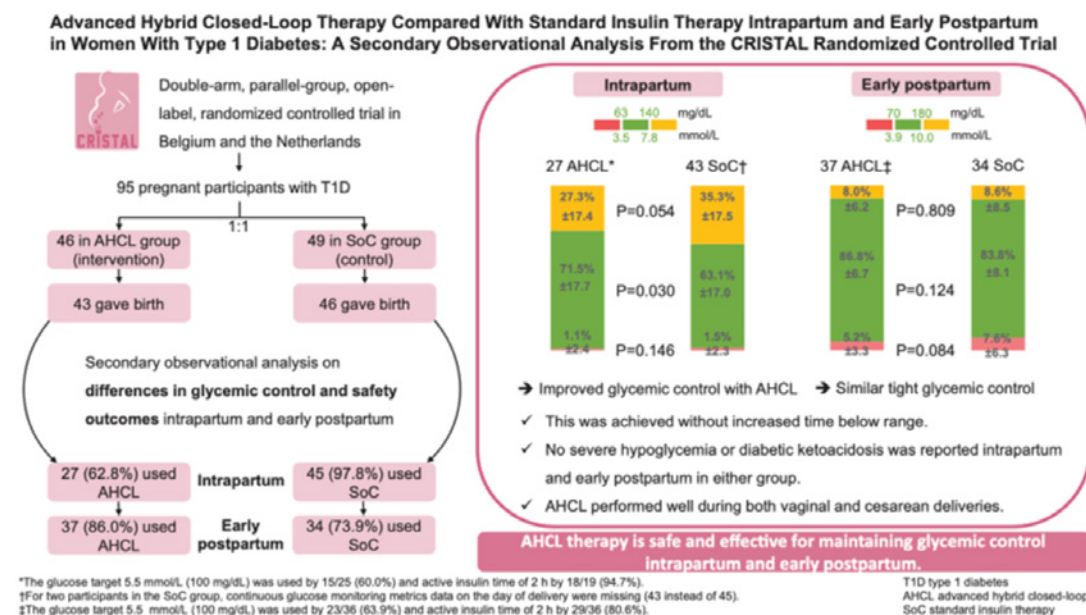 Advanced Hybrid Closed-Loop Therapy Compared With Standard Insulin Therapy Intrapartum and Early Postpartum
in Women With Type 1 Diabetes: A Secondary Observational Analysis From the CRISTAL Randomized Controlled Trial
CRISTAL
Double-arm, parallel-group, open-
label, randomized controlled trial in
Belgium and the Netherlands
95 pregnant participants with T1D
1:1
46 in AHCL group
(intervention)
49 in SoC group
(control)
43 gave birth
46 gave birth
Secondary observational analysis on
differences in glycemic control and safety
outcomes intrapartum and early postpartum
27 (62.8%) used
AHCL
Intrapartum
45 (97.8%) used
SoC
37 (86.0%) used
AHCL
Early
postpartum
34 (73.9%) used
SoC
Intrapartum
63 140 mg/dL
3.5 7.8 mmol/L
27 AHCL*
43 SoC†
27.3%
±17.4
P=0.054
35.3%
±17.5
71.5%
±17.7
P=0.030
63.1%
±17.0
1.1%
±2.4
P=0.146
1.5%
±2.3
➔ Improved glycemic control with AHCL
Early postpartum
70 180 mg/dL
3.9 10.0 mmol/L
37 AHCL‡
34 SoC
8.0%
±6.2
P=0.809
8.6%
±8.5
86.8%
±6.7
P=0.124
83.8%
±8.1
5.2%
±3.3
P=0.084
7.6%
±6.3
➔ Similar tight glycemic control
✓ This was achieved without increased time below range.
✓ No severe hypoglycemia or diabetic ketoacidosis was reported intrapartum
and early postpartum in either group.
✓ AHCL performed well during both vaginal and cesarean deliveries.
AHCL therapy is safe and effective for maintaining glycemic control
intrapartum and early postpartum.
*The glucose target 5.5 mmol/L (100 mg/dL) was used by 15/25 (60.0%) and active insulin time of 2 h by 18/19 (94.7%).
†For two participants in the SoC group, continuous glucose monitoring metrics data on the day of delivery were missing (43 instead of 45).
‡The glucose target 5.5 mmol/L (100 mg/dL) was used by 23/36 (63.9%) and active insulin time of 2 h by 29/36 (80.6%).
T1D type 1 diabetes
AHCL advanced hybrid closed-loop
SoC standard insulin therapy